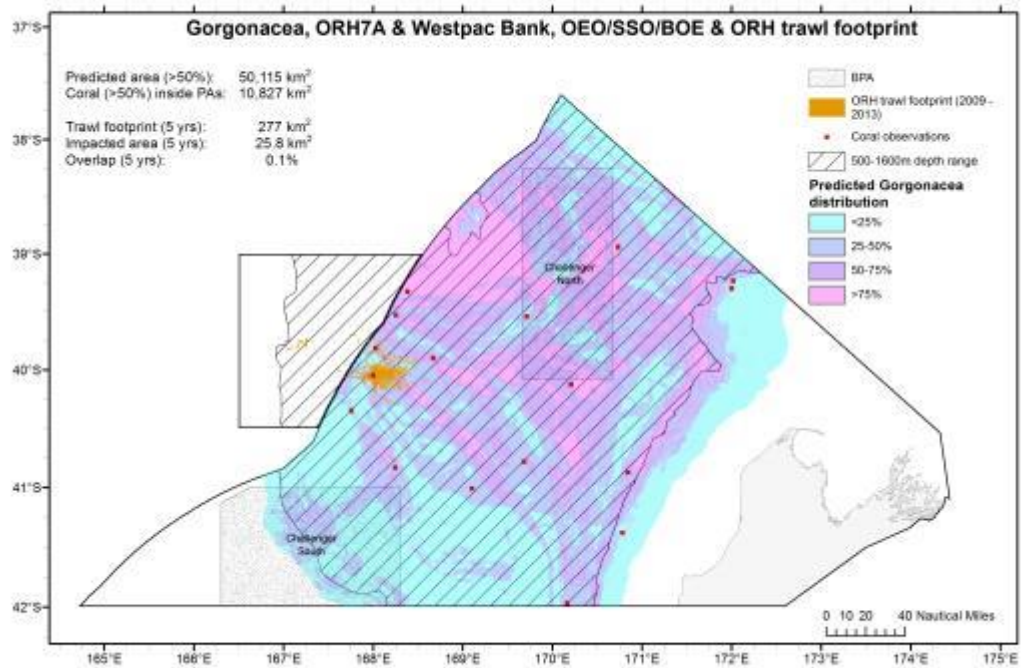 Gorgonacea, ORH7A & Westpac Bank, OEO/SSO/BOE & ORH trawl footprint
Predicted area (>50%): 50,115 km²
Coral (>50%) inside PAs: 10,827 km²
Trawl footprint (5 yrs): 277 km²
Impacted area (5 yrs): 25.8 km²
Overlap (5 yrs): 0.1%
BPA
ORH trawl footprint (2009 -
2013)
Coral observations
500-1600m depth range
Predicted Gorgonacea
distribution
<25%
25-50%
50-75%
>75%
Challenger
North
Challenger
South
37°S
38°S
39°S
40°S
41°S
42°S
0 10 20 40 Nautical Miles
165°E 166°E 167°E 168°E 169°E 170°E 171°E 172°E 173°E 174°E 175°E